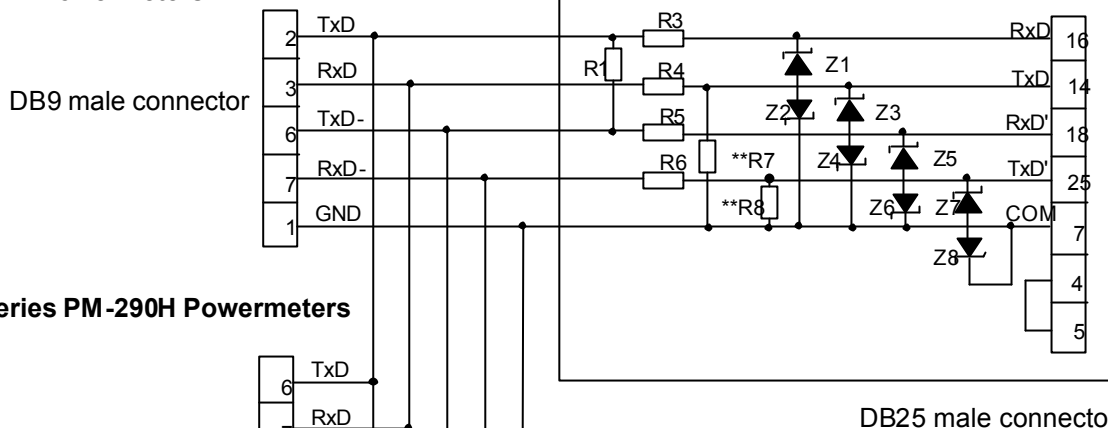 TxD
R3
RxD
2
16
R1
Z1
RxD
R4
TxD
3
14
DB9 male connector
Z2
Z3
TxD-
R5
RxD'
6
18
RxD-
R6
**R7
Z4
Z5
TxD'
7
25
GND
**R8
Z6
Z7
COM
1
7
Z8
4
eries PM-290H Powermeters
5
TxD
6
RxD
DB25 male connecto